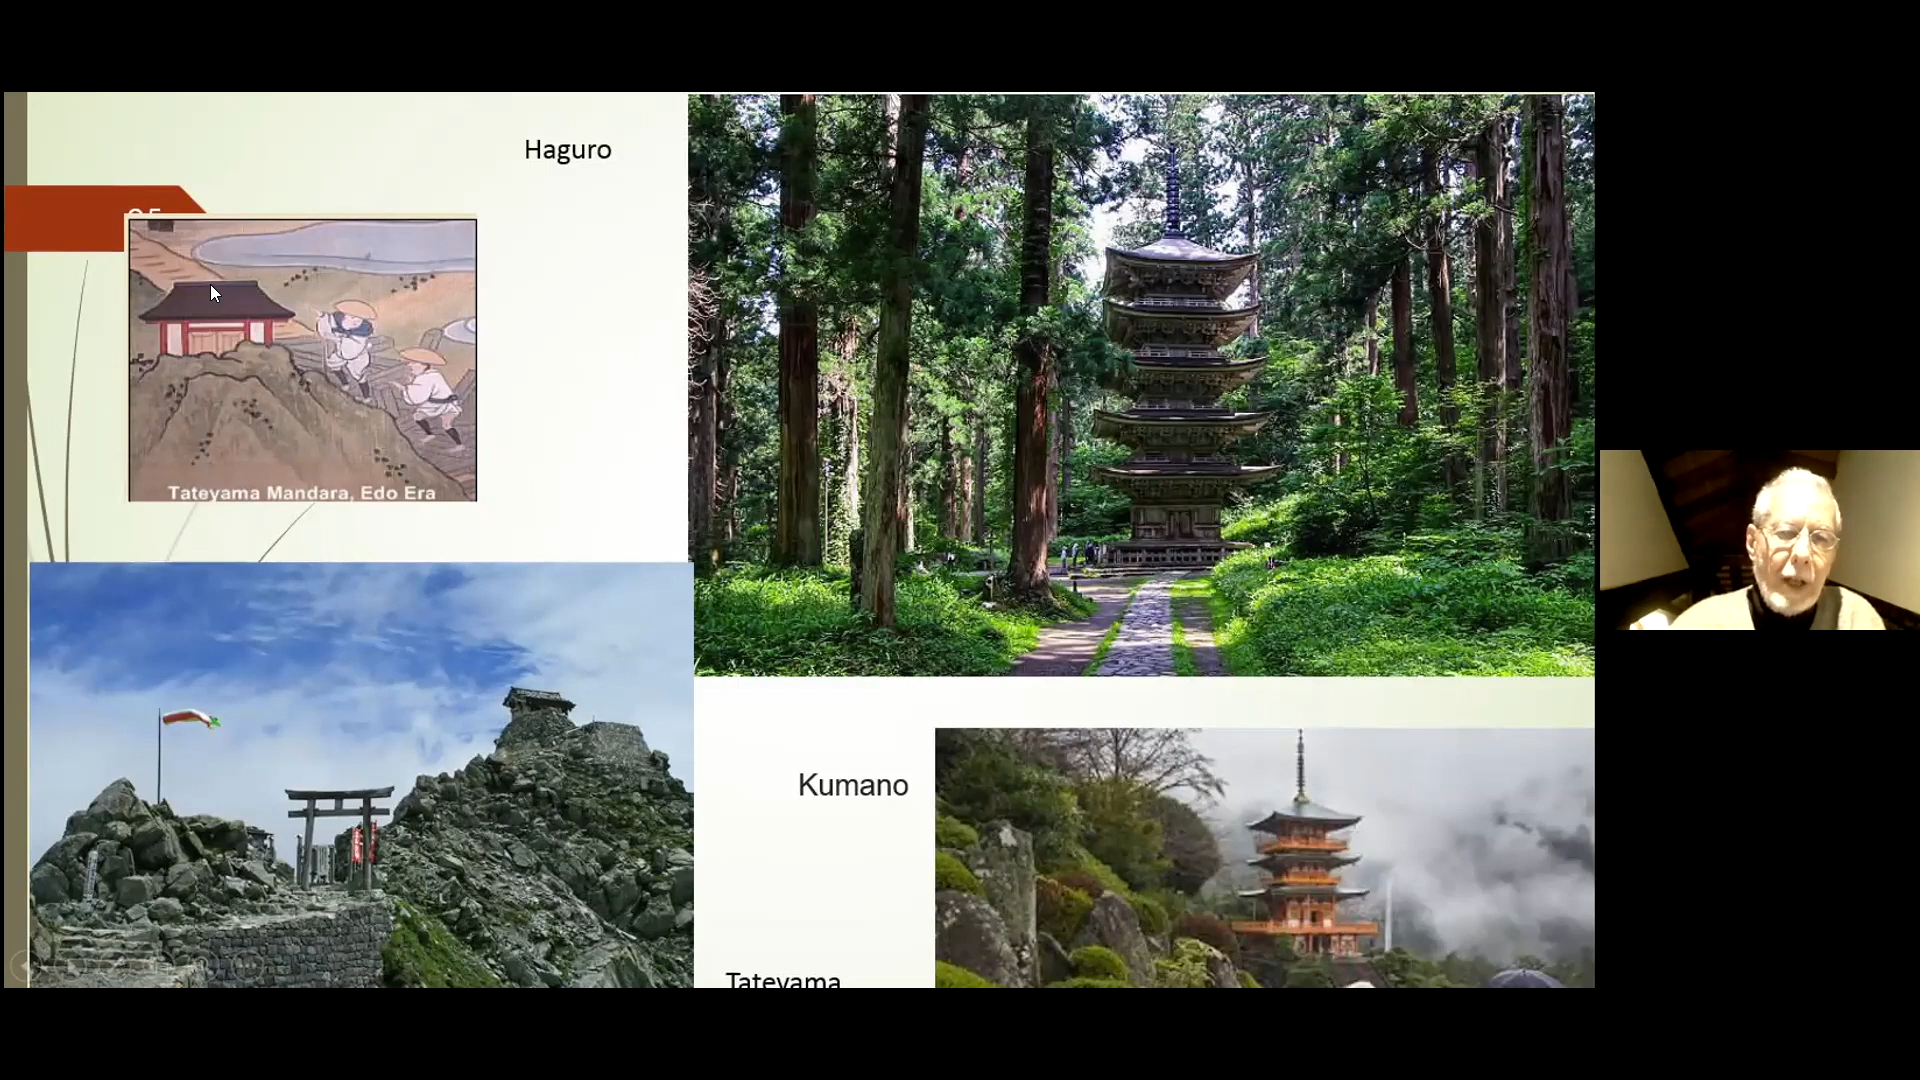 Haguro
Tateyama Mandara, Edo Era
Kumano
Tateyama